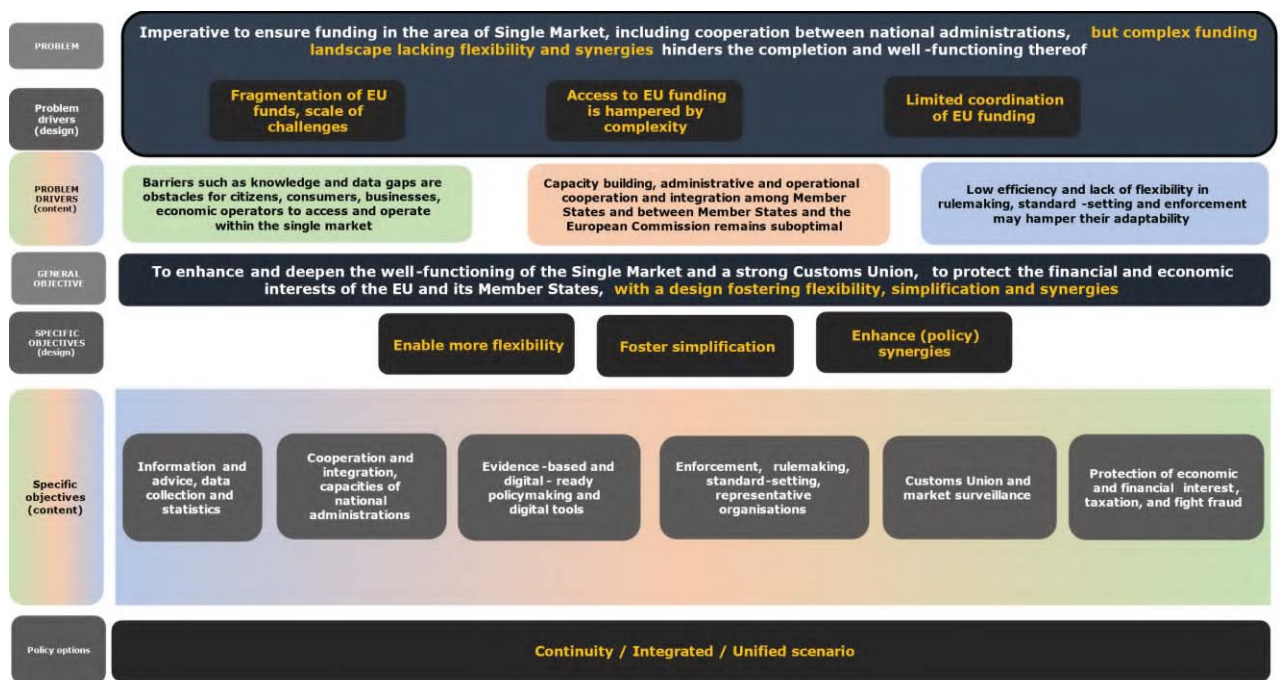 PROBLEM
Imperative to ensure funding in the area of Single Market, including cooperation between national administrations, but complex funding
landscape lacking flexibility and synergies hinders the completion and well -functioning thereof
Problem
drivers
(design)
Fragmentation of EU
funds, scale of
challenges
Access to EU funding
is hampered by
complexity
Limited coordination
of EU funding
PROBLEM
DRIVERS
(content)
Barriers such as knowledge and data gaps are
obstacles for citizens, consumers, businesses,
economic operators to access and operate
within the single market
Capacity building, administrative and operational
cooperation and integration among Member
States and between Member States and the
European Commission remains suboptimal
Low efficiency and lack of flexibility in
rulemaking, standard -setting and enforcement
may hamper their adaptability
GENERAL
OBJECTIVE
To enhance and deepen the well-functioning of the Single Market and a strong Customs Union, to protect the financial and economic
interests of the EU and its Member States, with a design fostering flexibility, simplification and synergies
SPECIFIC
OBJECTIVES
(design)
Enable more flexibility
Foster simplification
Enhance (policy)
synergies
Specific
objectives
(content)
Information and
advice, data
collection and
statistics
Cooperation and
integration,
capacities of
national
administrations
Evidence -based and
digital - ready
policymaking and
digital tools
Enforcement, rulemaking,
standard-setting,
representative
organisations
Customs Union and
market surveillance
Protection of economic
and financial interest,
taxation, and fight fraud
Policy options
Continuity / Integrated / Unified scenario